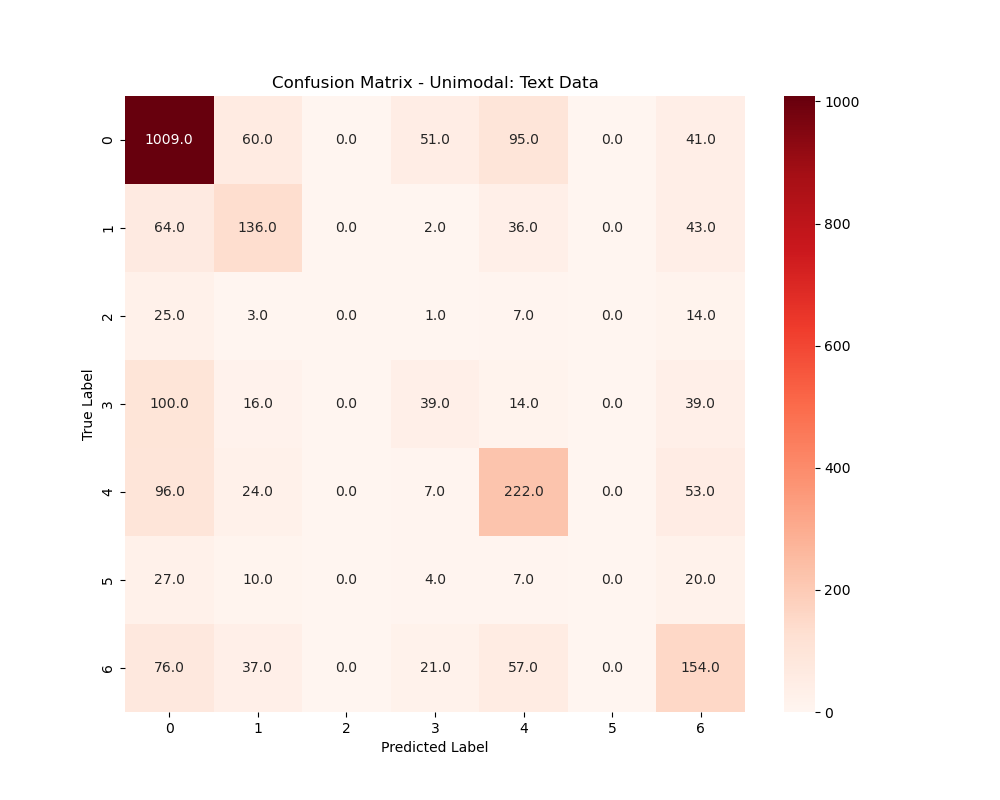 Confusion Matrix - Unimodal: Text Data
0 1009.0 60.0 0.0 51.0 95.0 0.0 41.0
1 64.0 136.0 0.0 2.0 36.0 0.0 43.0
2 25.0 3.0 0.0 1.0 7.0 0.0 14.0
3 100.0 16.0 0.0 39.0 14.0 0.0 39.0
4 96.0 24.0 0.0 7.0 222.0 0.0 53.0
5 27.0 10.0 0.0 4.0 7.0 0.0 20.0
6 76.0 37.0 0.0 21.0 57.0 0.0 154.0
0 1 2 3 4 5 6
Predicted Label
True Label
1000
800
600
400
200
0